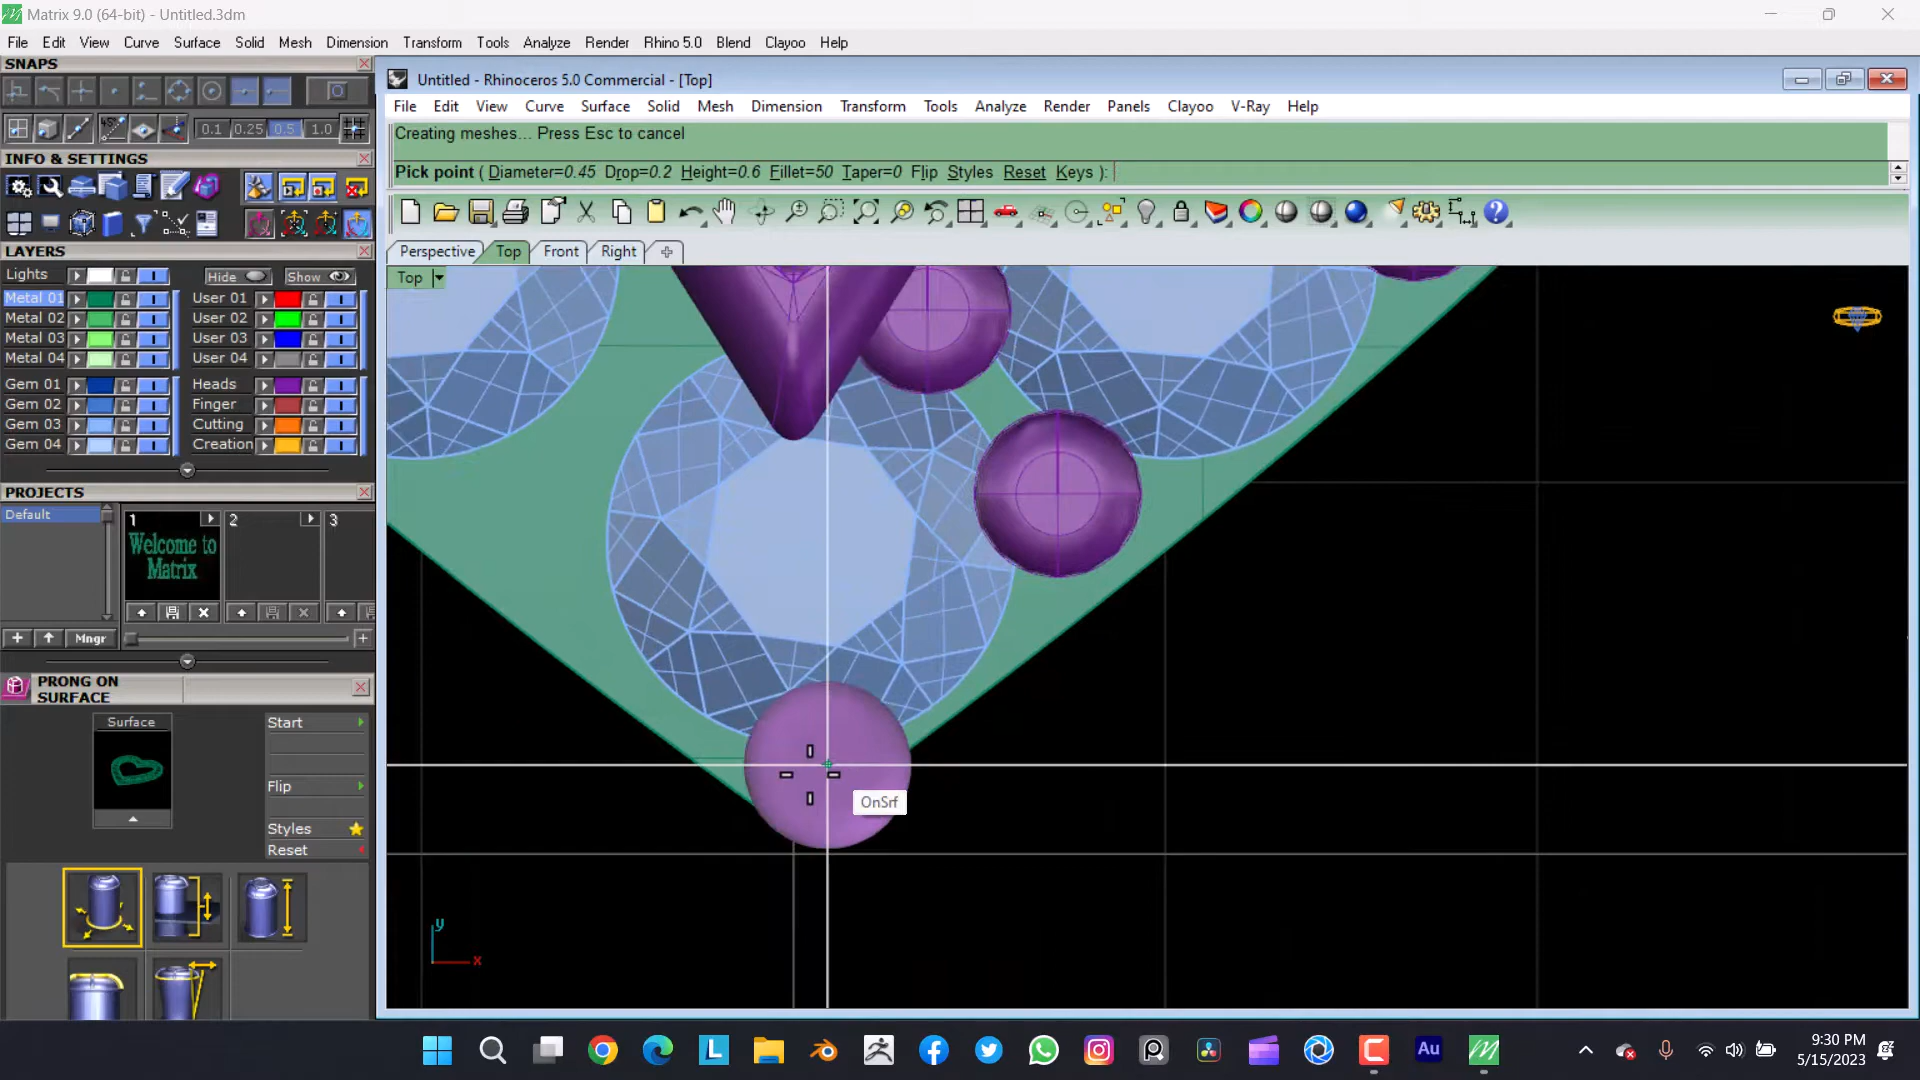 Matrix 9.0 (64-bit) - Untitled.3dm
File Edit View Curve Surface Solid Mesh Dimension Transform Tools Analyze Render Rhino 5.0 Blend Clayoo Help
SNAPS
45°
0.1 0.25 0.5 1.0
INFO & SETTINGS
LAYERS
Lights Hide Show
Metal 01 User 01
Metal 02 User 02
Metal 03 User 03
Metal 04 User 04
Gem 01 Heads
Gem 02 Finger
Gem 03 Cutting
Gem 04 Creation
PROJECTS
Default
1 2 3
Welcome to
Matrix
Mngr
PRONG ON
SURFACE
Surface
Start
Flip
Styles
Reset
Untitled - Rhinoceros 5.0 Commercial - [Top]
File Edit View Curve Surface Solid Mesh Dimension Transform Tools Analyze Render Panels Clayoo V-Ray Help
Creating meshes... Press Esc to cancel
Pick point ( Diameter=0.45 Drop=0.2 Height=0.6 Fillet=50 Taper=0 Flip Styles Reset Keys ):
Perspective Top Front Right
Top
OnSrf
y
x
L
Au
9:30 PM
5/15/2023